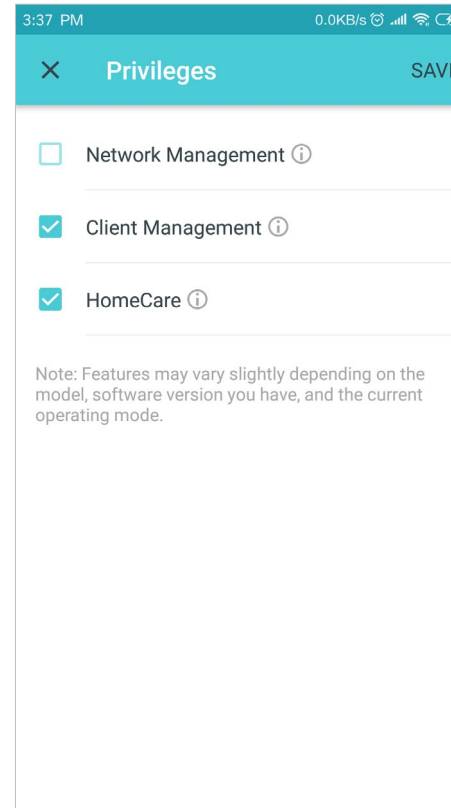 3:37 PM 0.0KB/s
Privileges
Network Management
Client Management
HomeCare
Note: Features may vary slightly depending on the
model, software version you have, and the current
operating mode.